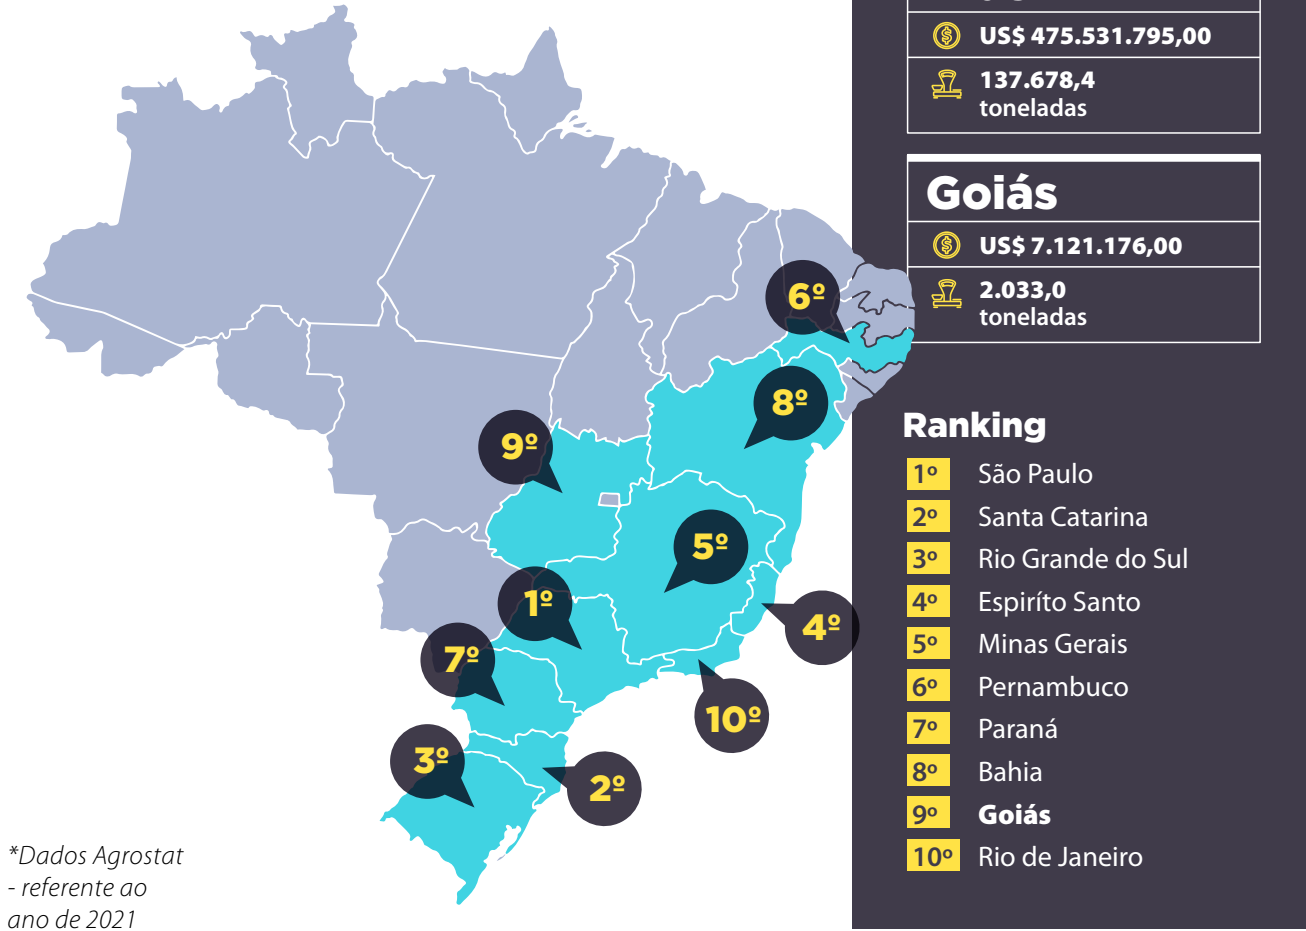 US$ 475.531.795,00
137.678,4
toneladas
Goiás
US$ 7.121.176,00
2.033,0
toneladas
6º
8º
9º
5º
1º
4º
7º
10º
3º
2º
Ranking
1º São Paulo
2º Santa Catarina
3º Rio Grande do Sul
4º Espiríto Santo
5º Minas Gerais
6º Pernambuco
7º Paraná
8º Bahia
9º Goiás
10º Rio de Janeiro
*Dados Agrostat
- referente ao
ano de 2021